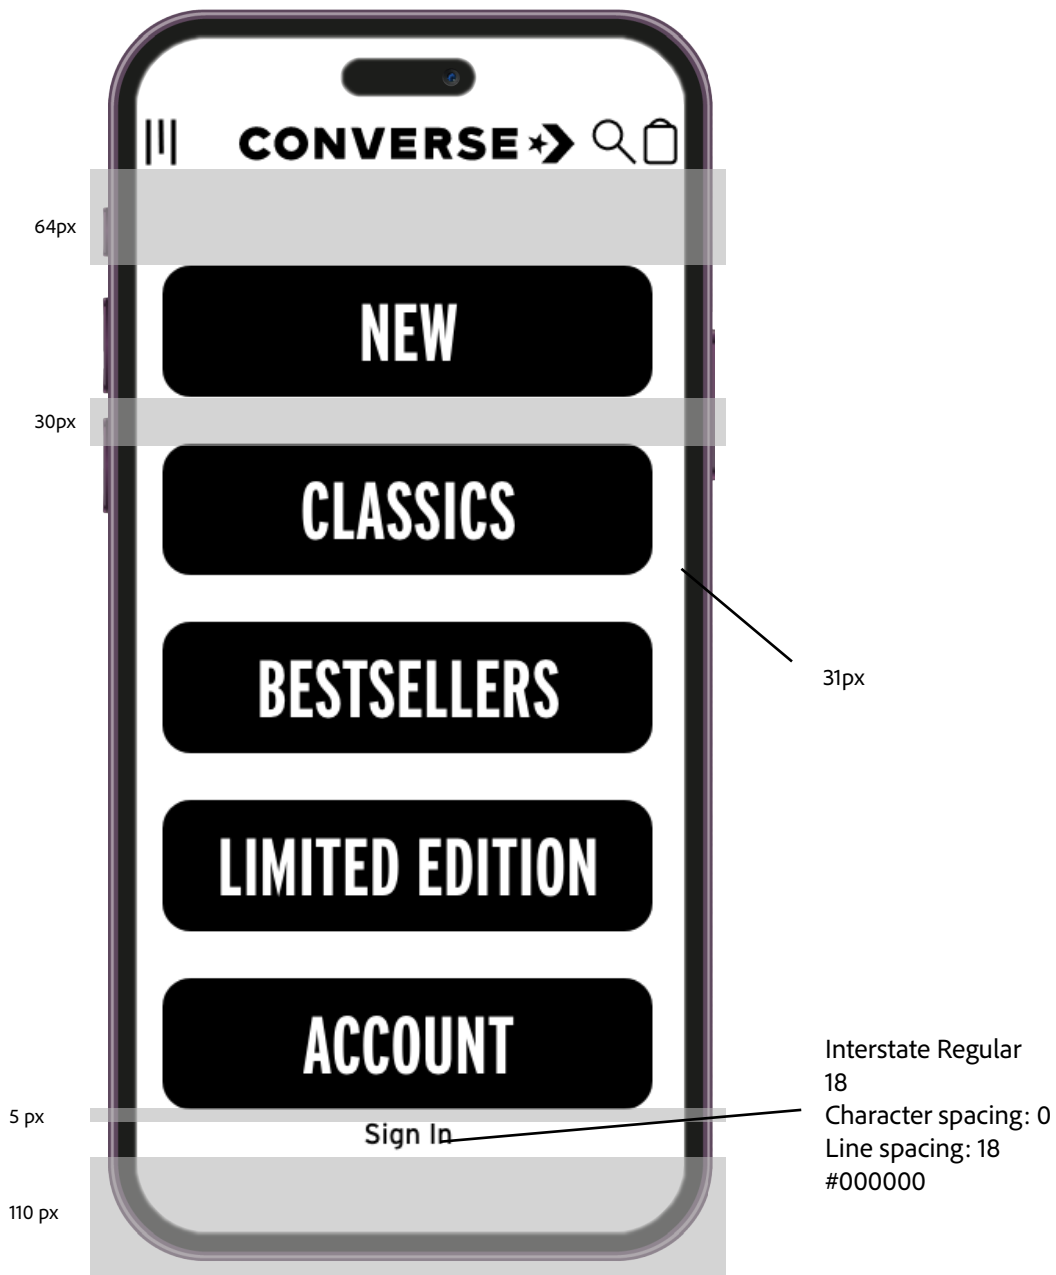 CONVERSE
64px
NEW
30px
CLASSICS
BESTSELLERS
31px
LIMITED EDITION
ACCOUNT
Interstate Regular
18
Character spacing: 0
Line spacing: 18
#000000
5 px
Sign In
110 px